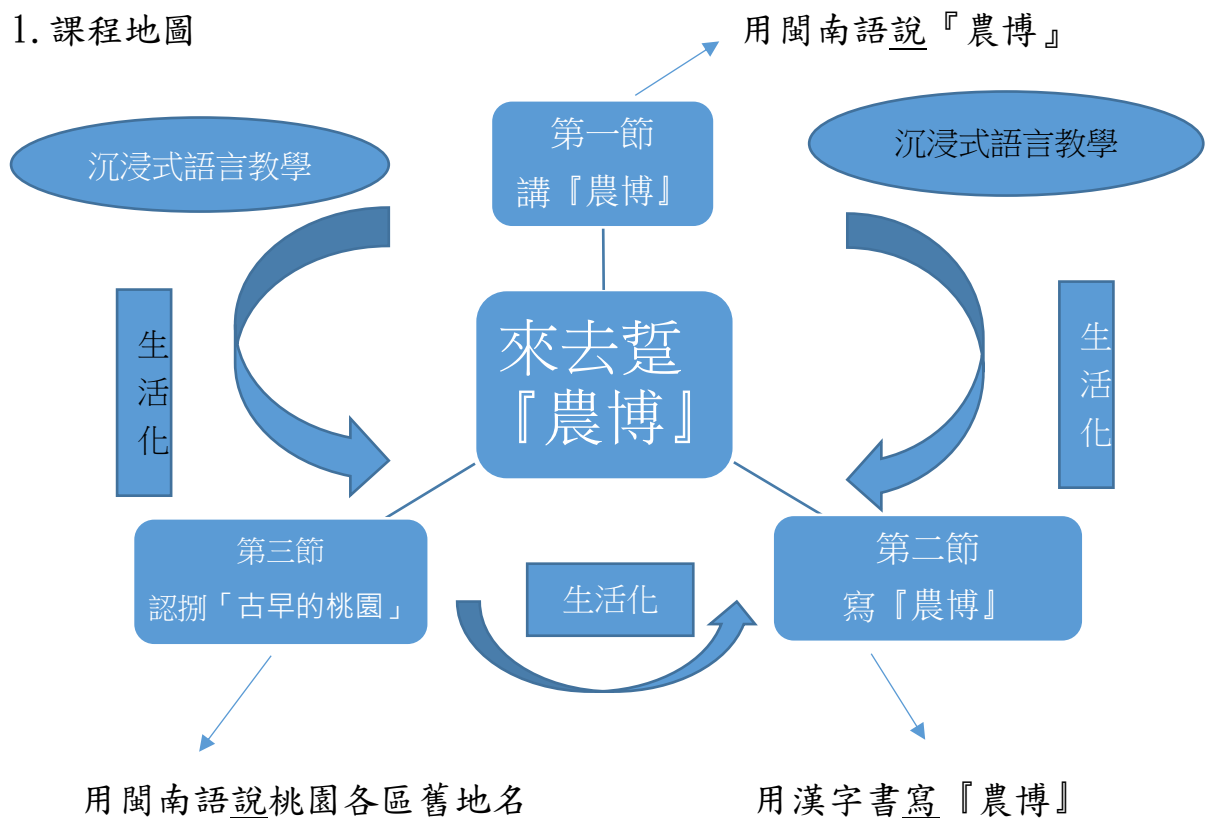 1.課程地圖
用閩南語說『農博』
沉浸式語言教學
第一節
講『農博』
沉浸式語言教學
生
活
化
來去踅
『農博』
生
活
化
第三節
認捌「古早的桃園」
生活化
第二節
寫『農博』
用閩南語說桃園各區舊地名
用漢字書寫『農博』